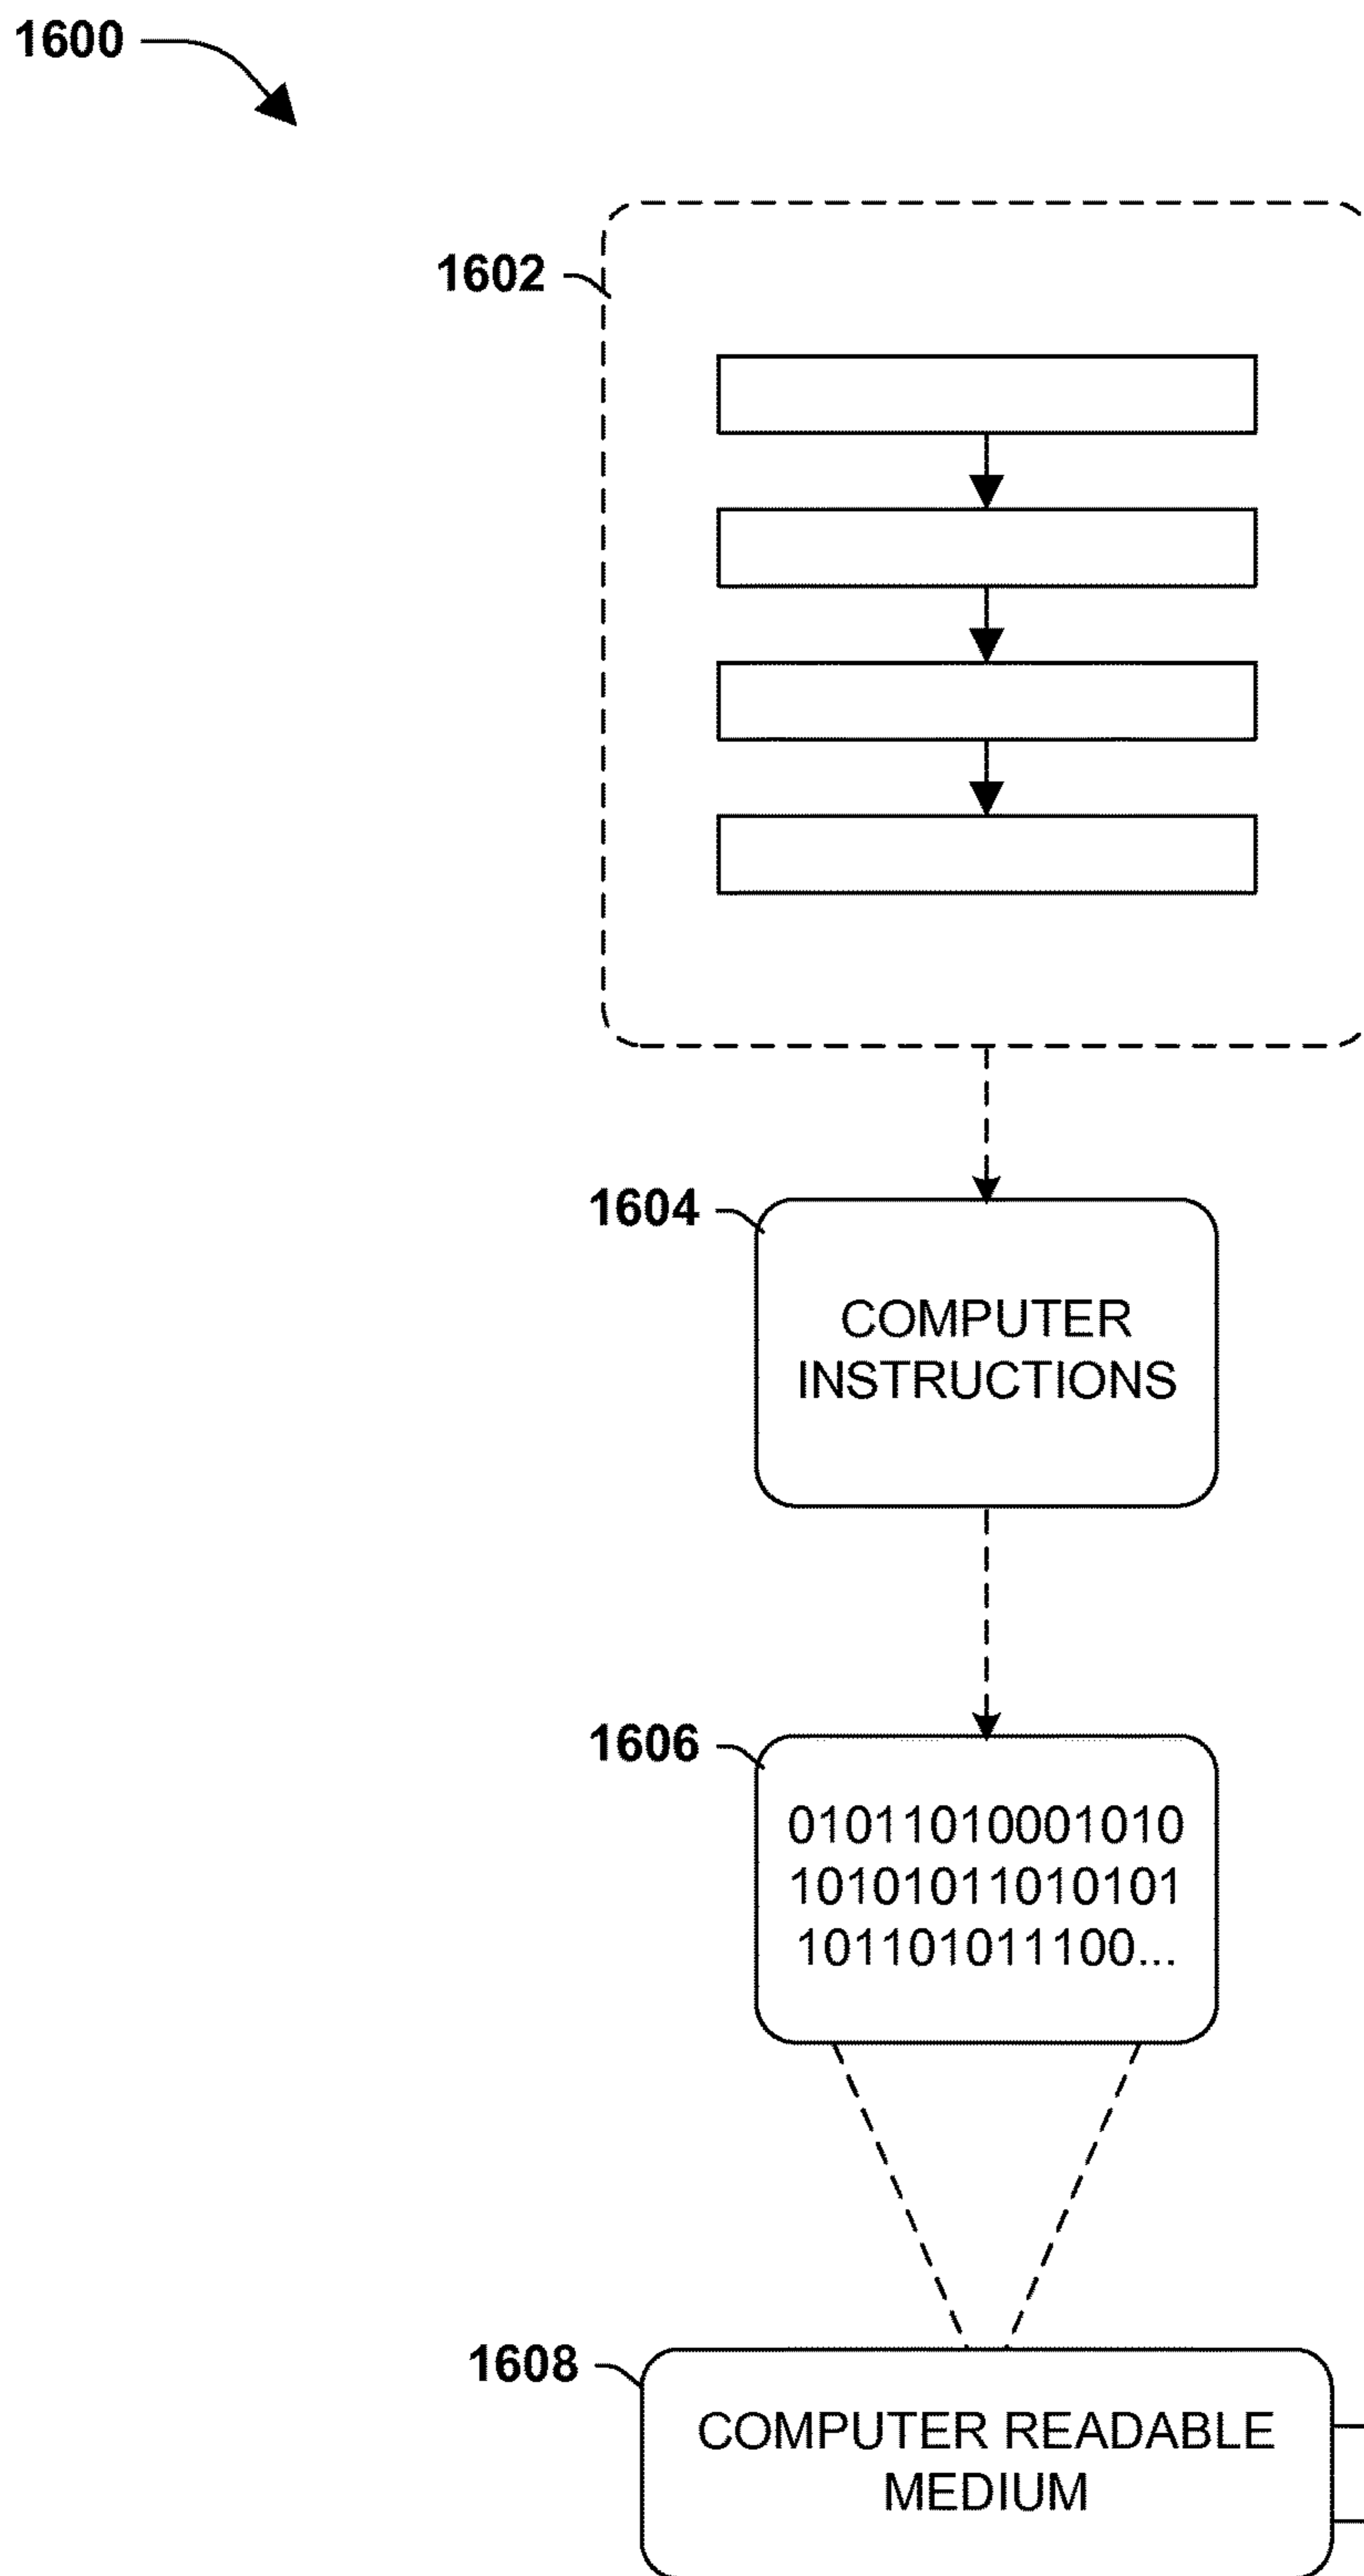 1600
1602
1604
COMPUTER
INSTRUCTIONS
1606
01011010001010
10101011010101
101101011100...
1608
COMPUTER READABLE
MEDIUM